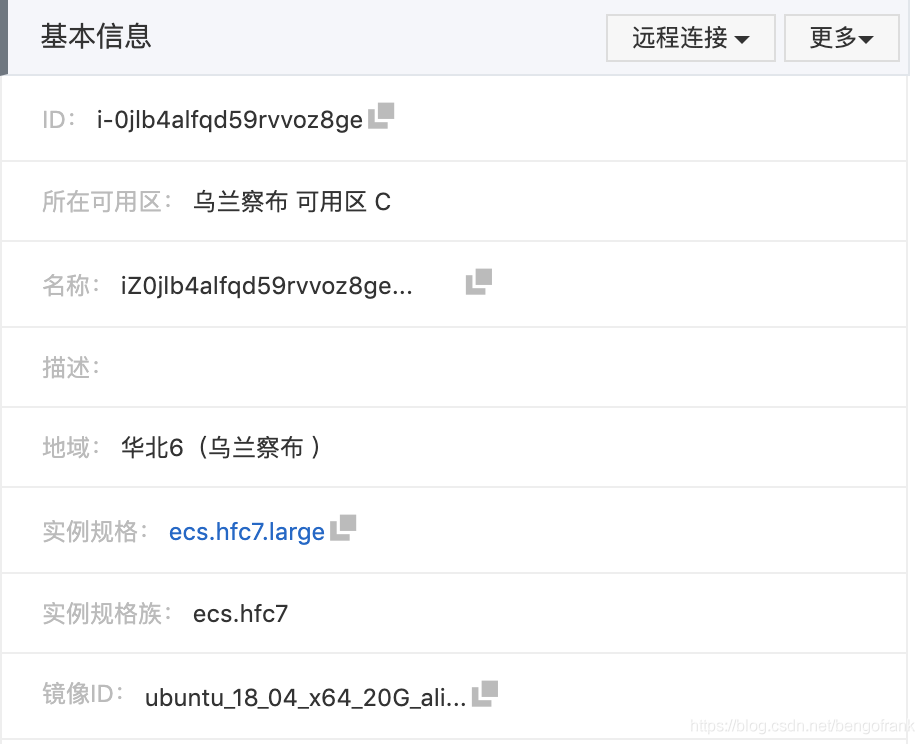 基本信息 远程连接 更多
ID： i-0jlb4alfqd59rvvoz8ge
所在可用区： 乌兰察布 可用区 C
名称： iZ0jlb4alfqd59rvvoz8ge...
描述：
地域： 华北6（乌兰察布 ）
实例规格： ecs.hfc7.large
实例规格族： ecs.hfc7
镜像ID： ubuntu_18_04_x64_20G_ali...
https://blog.csdn.net/bengofrank